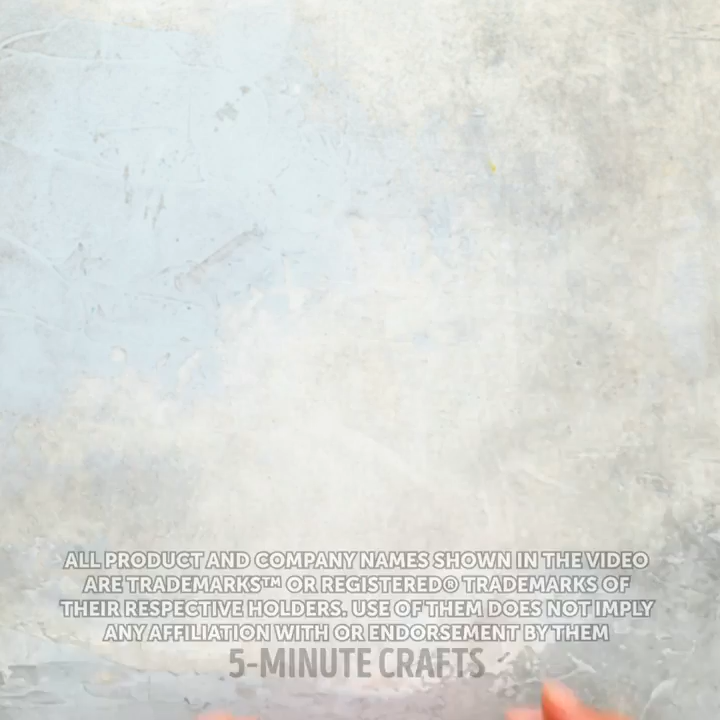 ALL PRODUCT AND COMPANY NAMES SHOWN IN THE VIDEO
ARE TRADEMARKS™ OR REGISTERED® TRADEMARKS OF
THEIR RESPECTIVE HOLDERS. USE OF THEM DOES NOT IMPLY
ANY AFFILIATION WITH OR ENDORSEMENT BY THEM
5-MINUTE CRAFTS